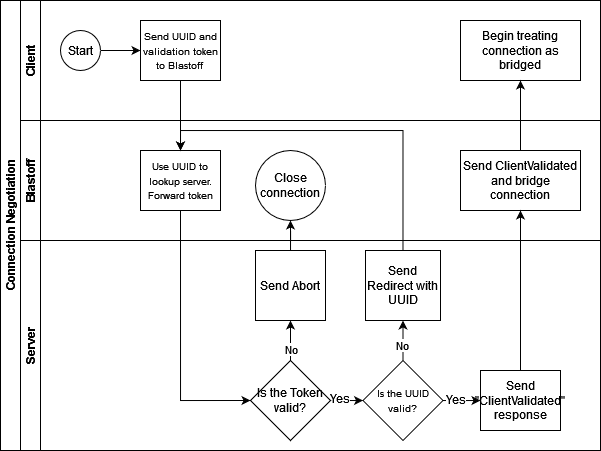 Connection Negotiation
Client
Start
Send UUID and
validation token
to Blastoff
Begin treating
connection as
bridged
Blastoff
Use UUID to
lookup server.
Forward token
Close
connection
Send ClientValidated
and bridge
connection
Server
Send Abort
Send
Redirect with
UUID
No
No
Is the Token
valid?
Yes
Is the UUID
valid?
Yes
Send
"ClientValidated"
response